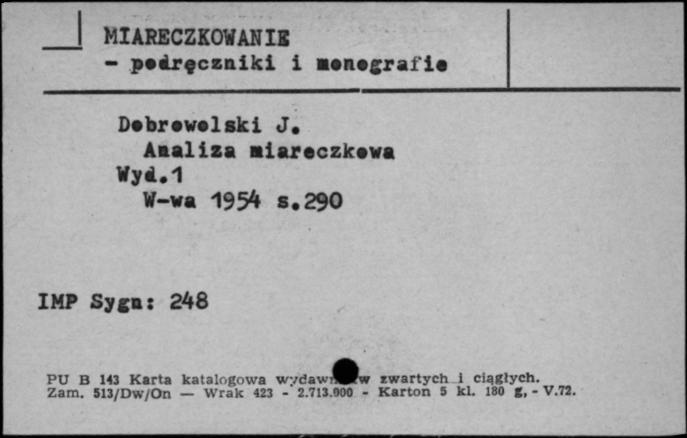 MIARECZKOWANIE
- podręczniki i monografie
Dobrowolski J.
Analiza miareczkowa
Wyd.1
W-wa 1954 s.290
IMP Sygn: 248
PU B 143 Karta katalogowa wydawnictw zwartych i ciągłych.
Zam. 513/Dw/On — Wrak 423 - 2.713.000 - Karton 5 kl. 180 g, - V.72.